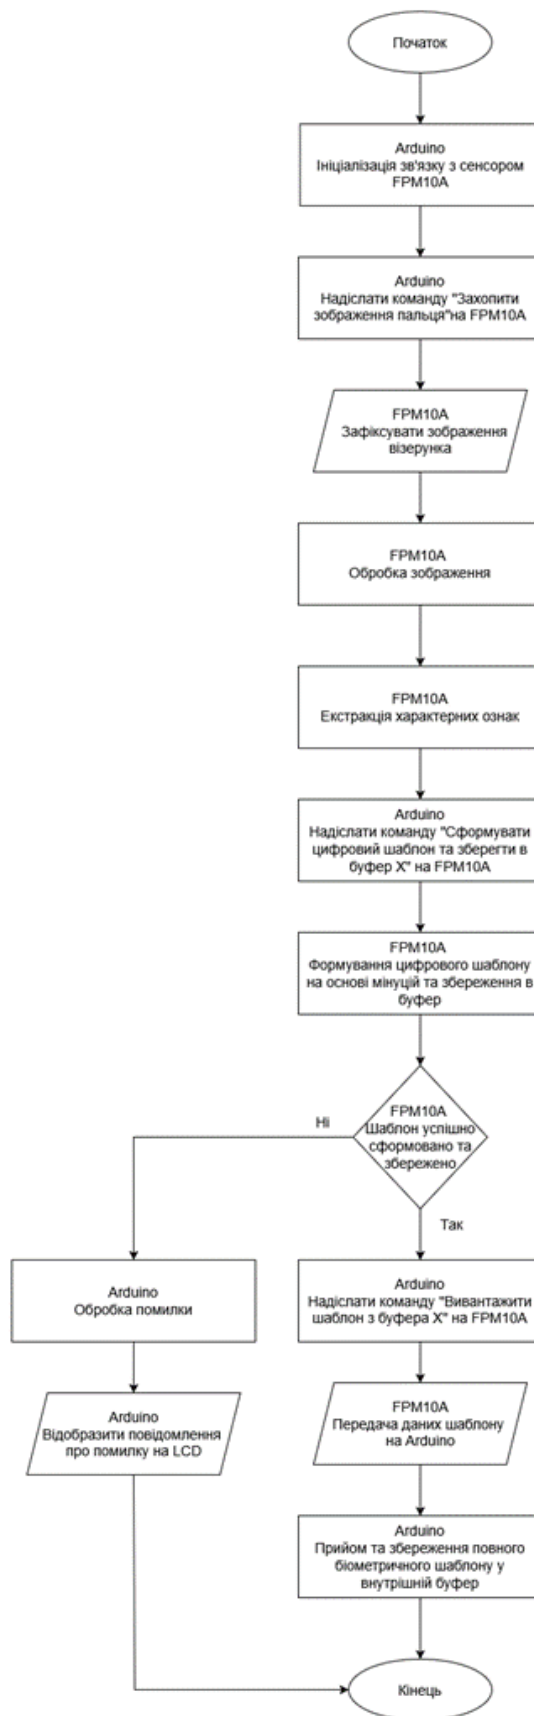 Початок
Arduino
Ініціалізація зв'язку з сенсором
FPM10A
Arduino
Надіслати команду "Захопити
зображення пальця"на FPM10A
FPM10A
Зафіксувати зображення
візерунка
FPM10A
Обробка зображення
FPM10A
Екстракція характерних ознак
Arduino
Надіслати команду "Сформувати
цифровий шаблон та зберегти в
буфер X" на FPM10A
FPM10A
Формування цифрового шаблону
на основі мінуцій та збереження в
буфер
FPM10A
Шаблон успішно
сформовано та
збережено
Ні
Так
Arduino
Обробка помилки
Arduino
Надіслати команду "Вивантажити
шаблон з буфера X" на FPM10A
Arduino
Відобразити повідомлення
про помилку на LCD
FPM10A
Передача даних шаблону
на Arduino
Arduino
Прийом та збереження повного
біометричного шаблону у
внутрішній буфер
Кінець